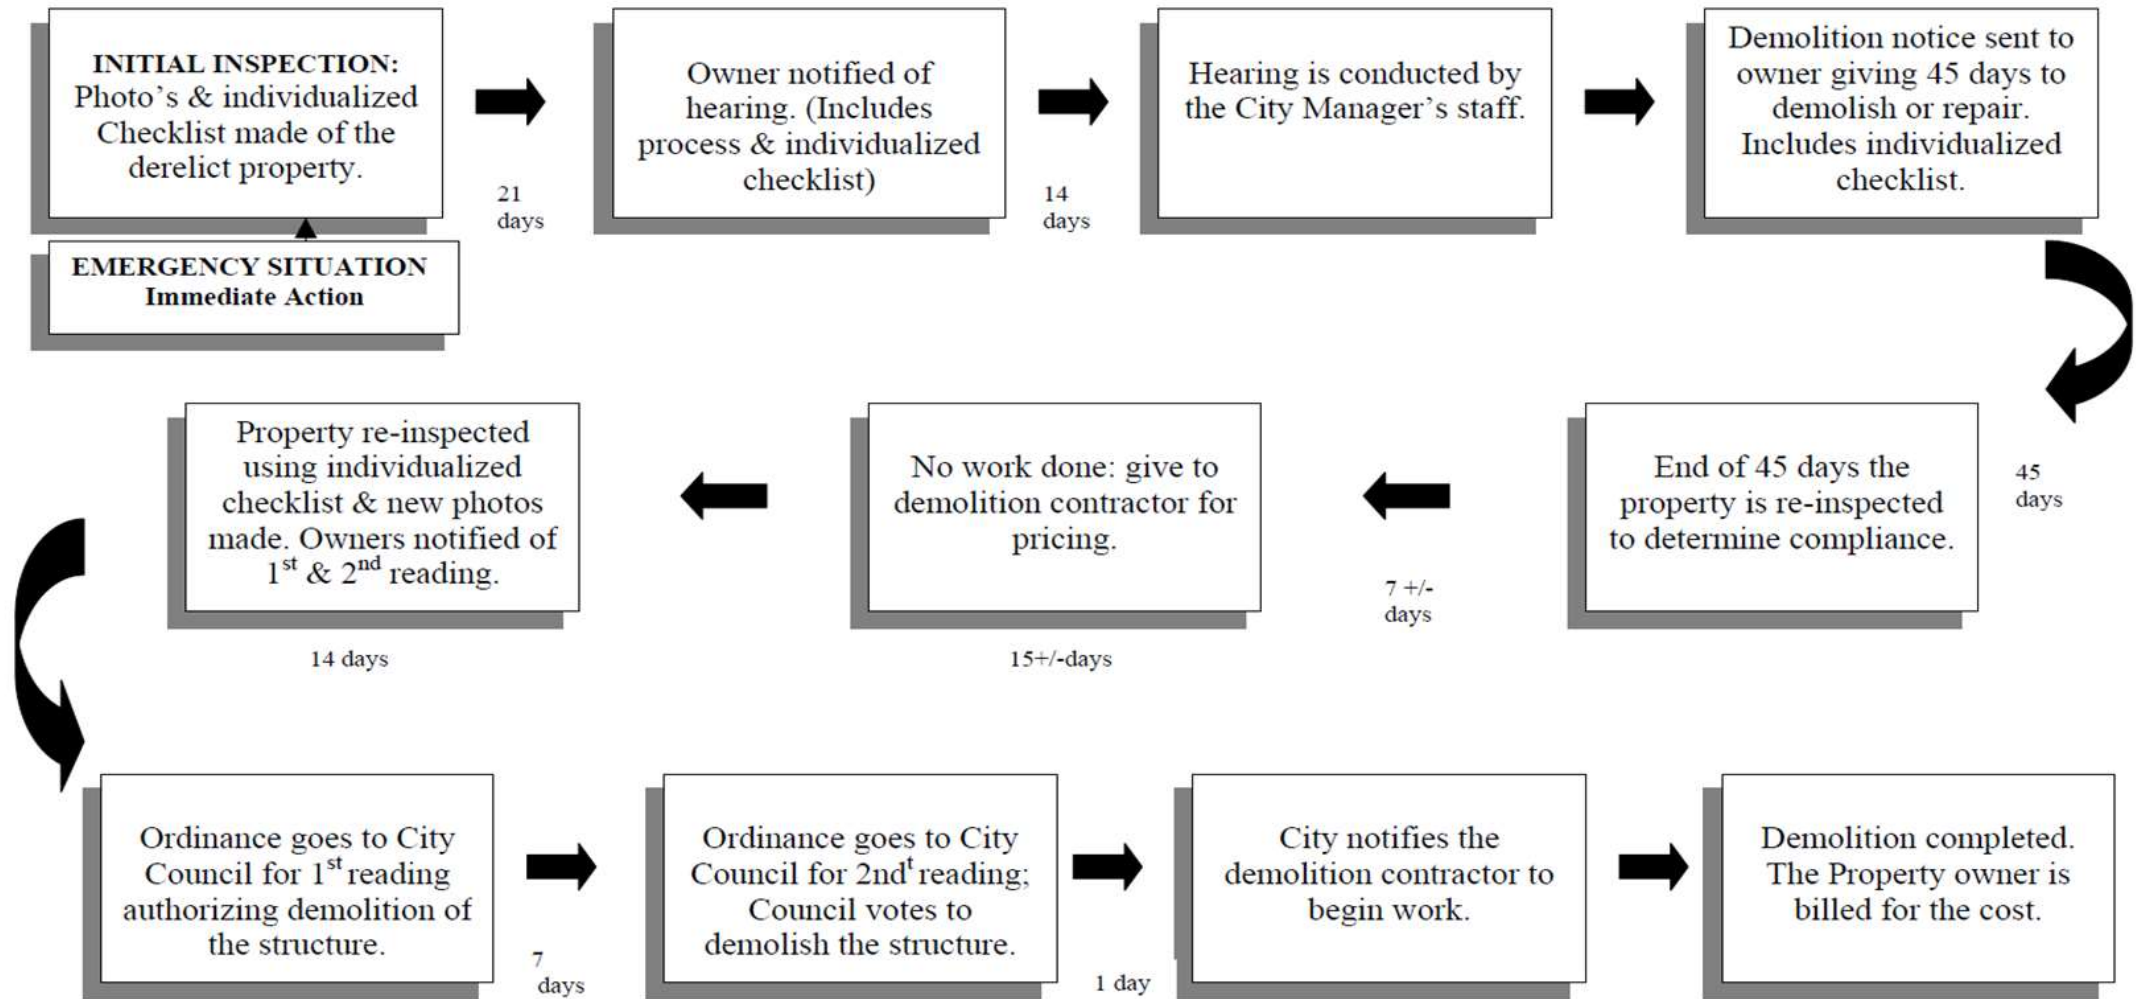 INITIAL INSPECTION:
Photo's & individualized
Checklist made of the
derelict property.
21
days
Owner notified of
hearing. (Includes
process & individualized
checklist)
14
days
Hearing is conducted by
the City Manager's staff.
Demolition notice sent to
owner giving 45 days to
demolish or repair.
Includes individualized
checklist.
EMERGENCY SITUATION
Immediate Action
45
days
End of 45 days the
property is re-inspected
to determine compliance.
7 +/-
days
No work done: give to
demolition contractor for
pricing.
15+/-days
Property re-inspected
using individualized
checklist & new photos
made. Owners notified of
1st & 2nd reading.
14 days
Ordinance goes to City
Council for 1st reading
authorizing demolition of
the structure.
7
days
Ordinance goes to City
Council for 2ndt reading;
Council votes to
demolish the structure.
1 day
City notifies the
demolition contractor to
begin work.
Demolition completed.
The Property owner is
billed for the cost.